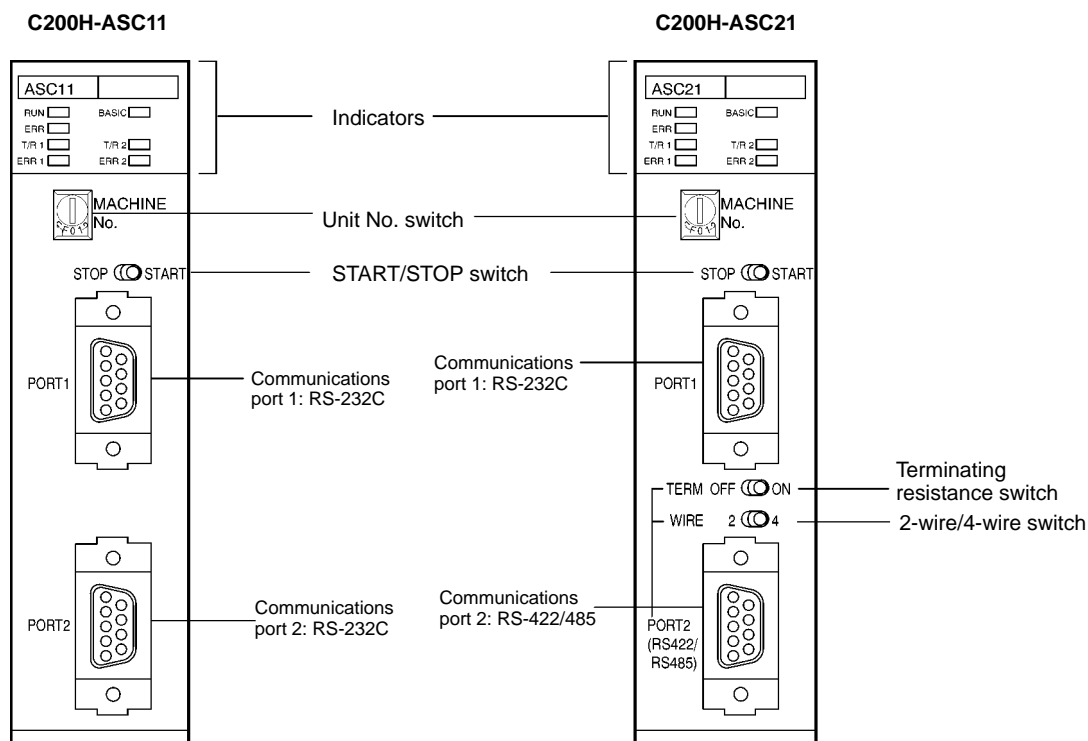 C200H-ASC11
C200H-ASC21
ASC11
RUN BASIC
ERR
T/R 1 T/R 2
ERR 1 ERR 2
Indicators
ASC21
RUN BASIC
ERR
T/R 1 T/R 2
ERR 1 ERR 2
MACHINE
No.
Unit No. switch
MACHINE
No.
STOP START
START/STOP switch
STOP START
PORT1
Communications
port 1: RS-232C
Communications
port 1: RS-232C
PORT1
TERM OFF ON
Terminating
resistance switch
WIRE 2 4
2-wire/4-wire switch
PORT2
Communications
port 2: RS-232C
Communications
port 2: RS-422/485
PORT2
(RS422/
RS485)